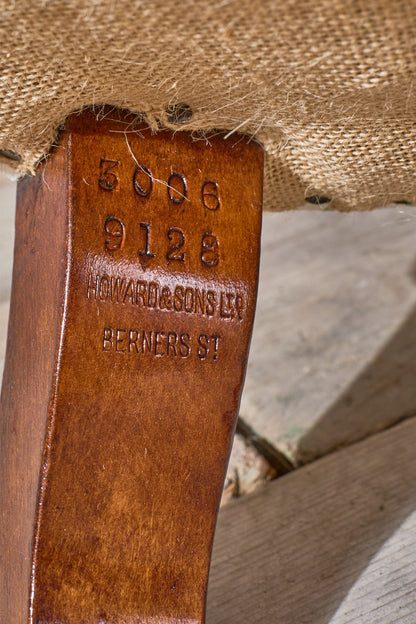 3006
9128
HOWARD & SONS LTD
BERNERS ST